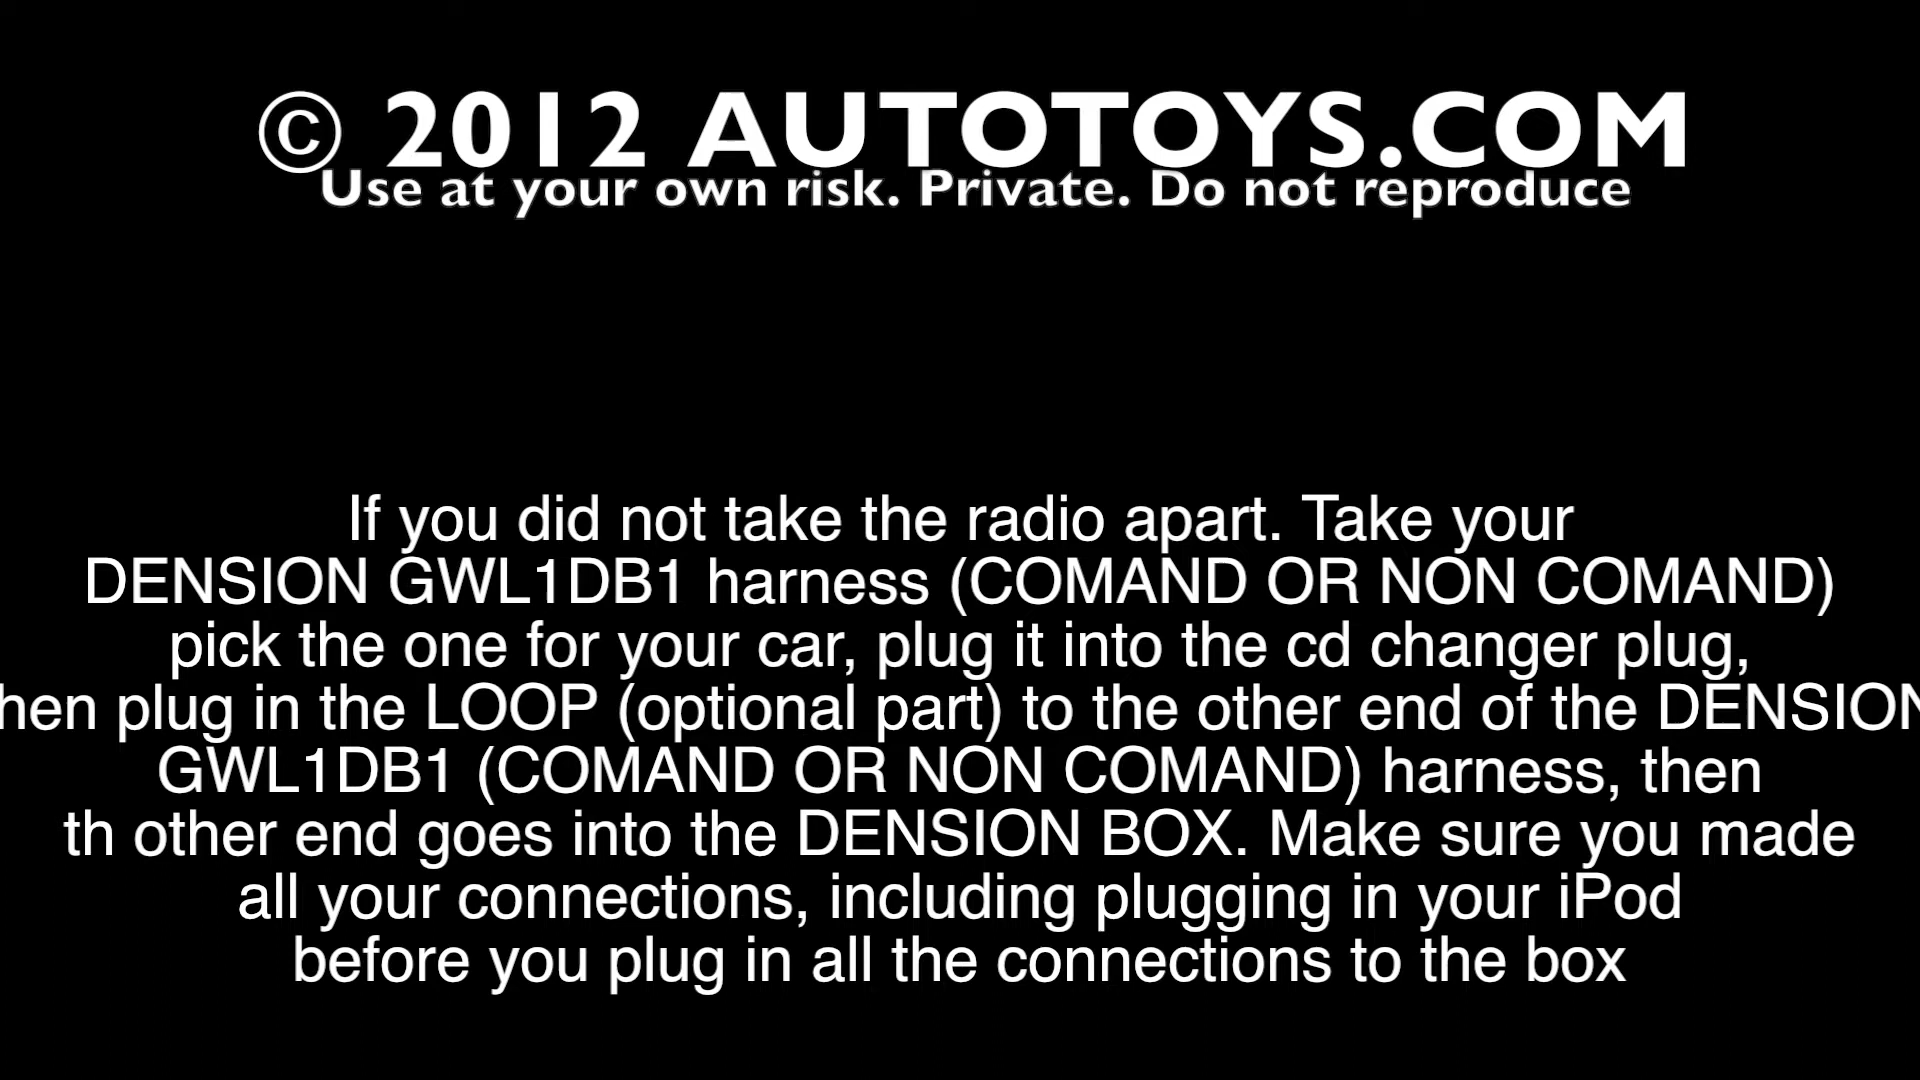 © 2012 AUTOTOYS.COM
Use at your own risk. Private. Do not reproduce
If you did not take the radio apart. Take your
DENSION GWL1DB1 harness (COMAND OR NON COMAND)
pick the one for your car, plug it into the cd changer plug,
hen plug in the LOOP (optional part) to the other end of the DENSION
GWL1DB1 (COMAND OR NON COMAND) harness, then
th other end goes into the DENSION BOX. Make sure you made
all your connections, including plugging in your iPod
before you plug in all the connections to the box